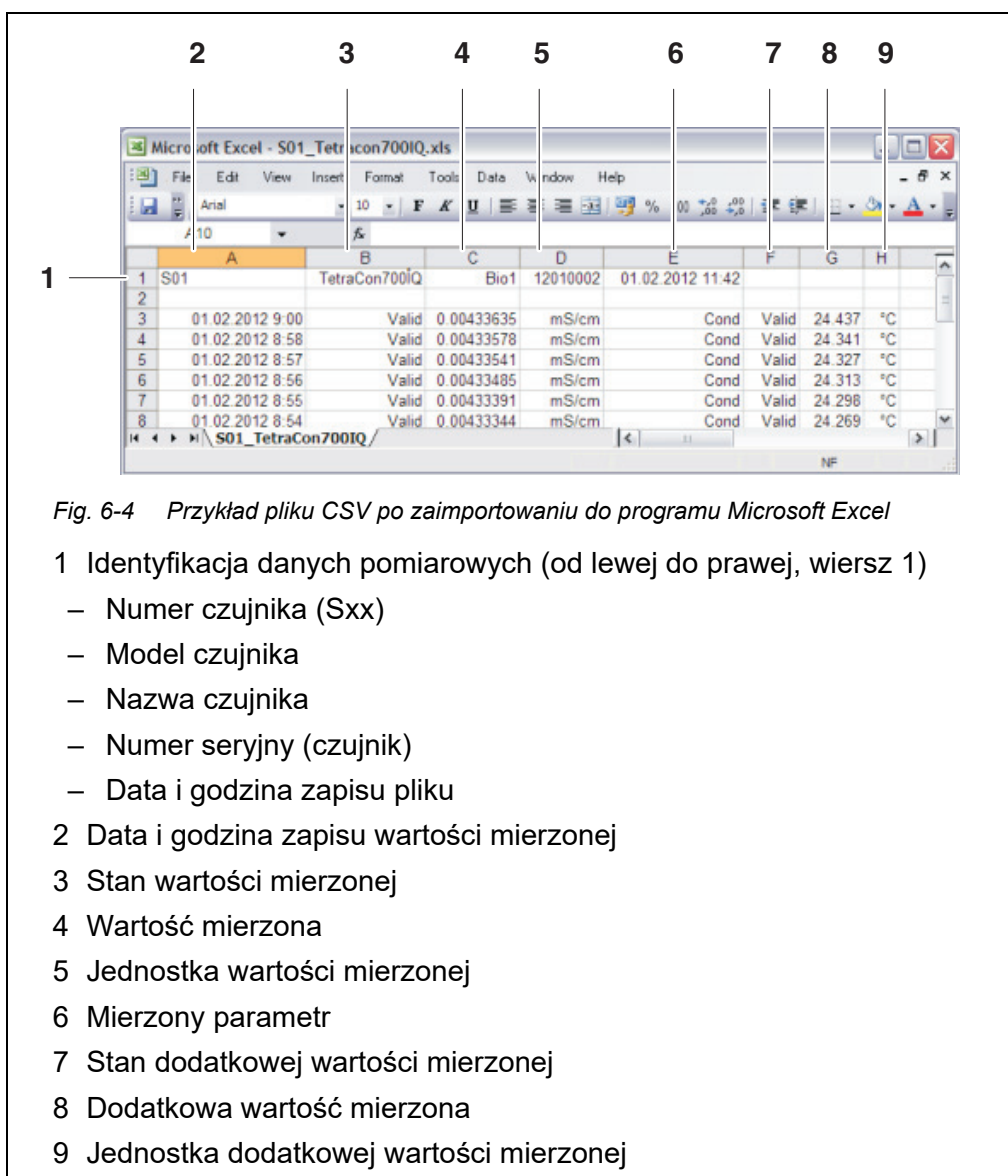 2 3 4 5 6 7 8 9
Microsoft Excel - S01_Tetracon700IQ.xls
File Edit View Insert Format Tools Data Window Help
Arial 10 F K U %
A10 fx
A B C D E F G H
1
1 S01 TetraCon700IQ Bio1 12010002 01.02.2012 11:42
2
3 01.02.2012 9:00 Valid 0.00433635 mS/cm Cond Valid 24.437 °C
4 01.02.2012 8:58 Valid 0.00433578 mS/cm Cond Valid 24.341 °C
5 01.02.2012 8:57 Valid 0.00433541 mS/cm Cond Valid 24.327 °C
6 01.02.2012 8:56 Valid 0.00433485 mS/cm Cond Valid 24.313 °C
7 01.02.2012 8:55 Valid 0.00433391 mS/cm Cond Valid 24.298 °C
8 01.02.2012 8:54 Valid 0.00433344 mS/cm Cond Valid 24.269 °C
S01_TetraCon700IQ
NF
Fig. 6-4 Przykład pliku CSV po zaimportowaniu do programu Microsoft Excel
1 Identyfikacja danych pomiarowych (od lewej do prawej, wiersz 1)
– Numer czujnika (Sxx)
– Model czujnika
– Nazwa czujnika
– Numer seryjny (czujnik)
– Data i godzina zapisu pliku
2 Data i godzina zapisu wartości mierzonej
3 Stan wartości mierzonej
4 Wartość mierzona
5 Jednostka wartości mierzonej
6 Mierzony parametr
7 Stan dodatkowej wartości mierzonej
8 Dodatkowa wartość mierzona
9 Jednostka dodatkowej wartości mierzonej